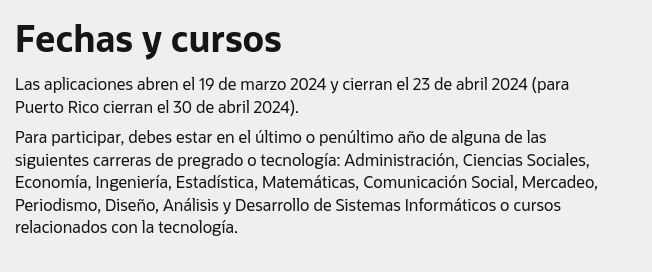 Fechas y cursos
Las aplicaciones abren el 19 de marzo 2024 y cierran el 23 de abril 2024 (para
Puerto Rico cierran el 30 de abril 2024).
Para participar, debes estar en el último o penúltimo año de alguna de las
siguientes carreras de pregrado o tecnología: Administración, Ciencias Sociales,
Economía, Ingeniería, Estadística, Matemáticas, Comunicación Social, Mercadeo,
Periodismo, Diseño, Análisis y Desarrollo de Sistemas Informáticos o cursos
relacionados con la tecnología.